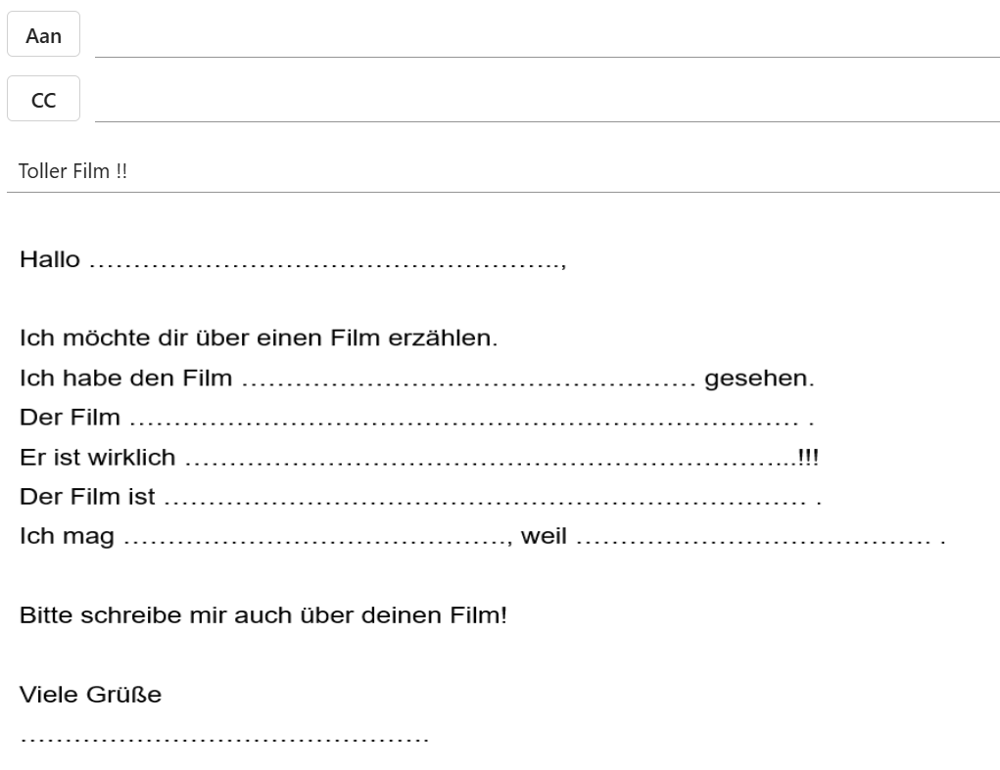 Aan
CC
Toller Film !!
Hallo ……………………………………………..,
Ich möchte dir über einen Film erzählen.
Ich habe den Film …………………………………………… gesehen.
Der Film ………………………………………………………………… .
Er ist wirklich …………………………………………………………...!!!
Der Film ist ……………………………………………………………… .
Ich mag ……………………………………., weil ………………………………… .
Bitte schreibe mir auch über deinen Film!
Viele Grüße
……………………………………….